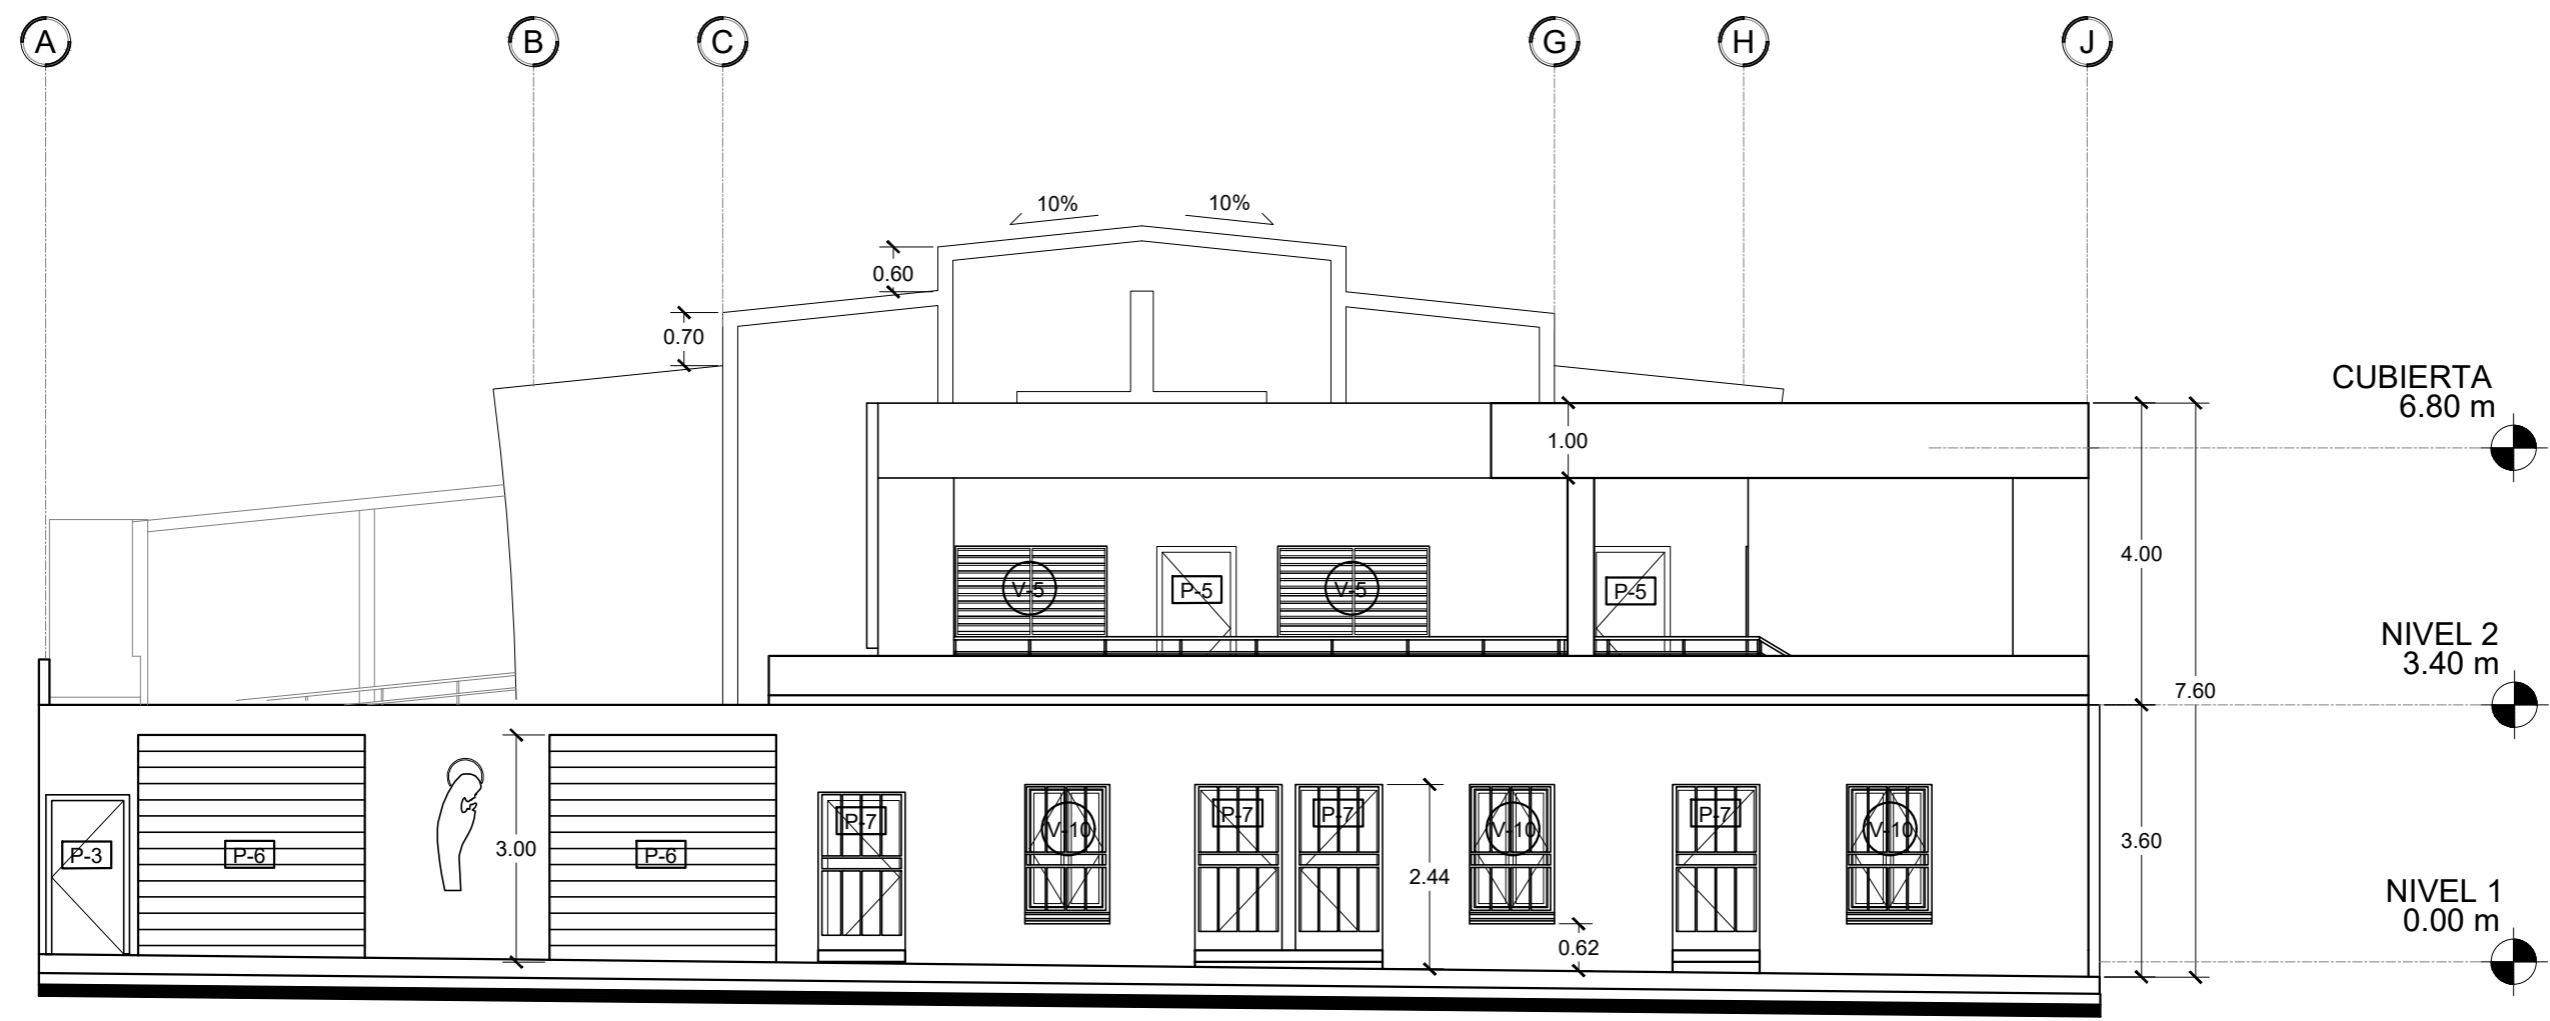 A
B
C
G
H
J
10%
10%
0.60
0.70
CUBIERTA
6.80 m
1.00
4.00
V-5
P-5
V-5
P-5
NIVEL 2
3.40 m
7.60
P-7
P-7
P-7
P-7
V-10
V-10
V-10
3.00
P-3
P-6
P-6
3.60
2.44
NIVEL 1
0.00 m
0.62